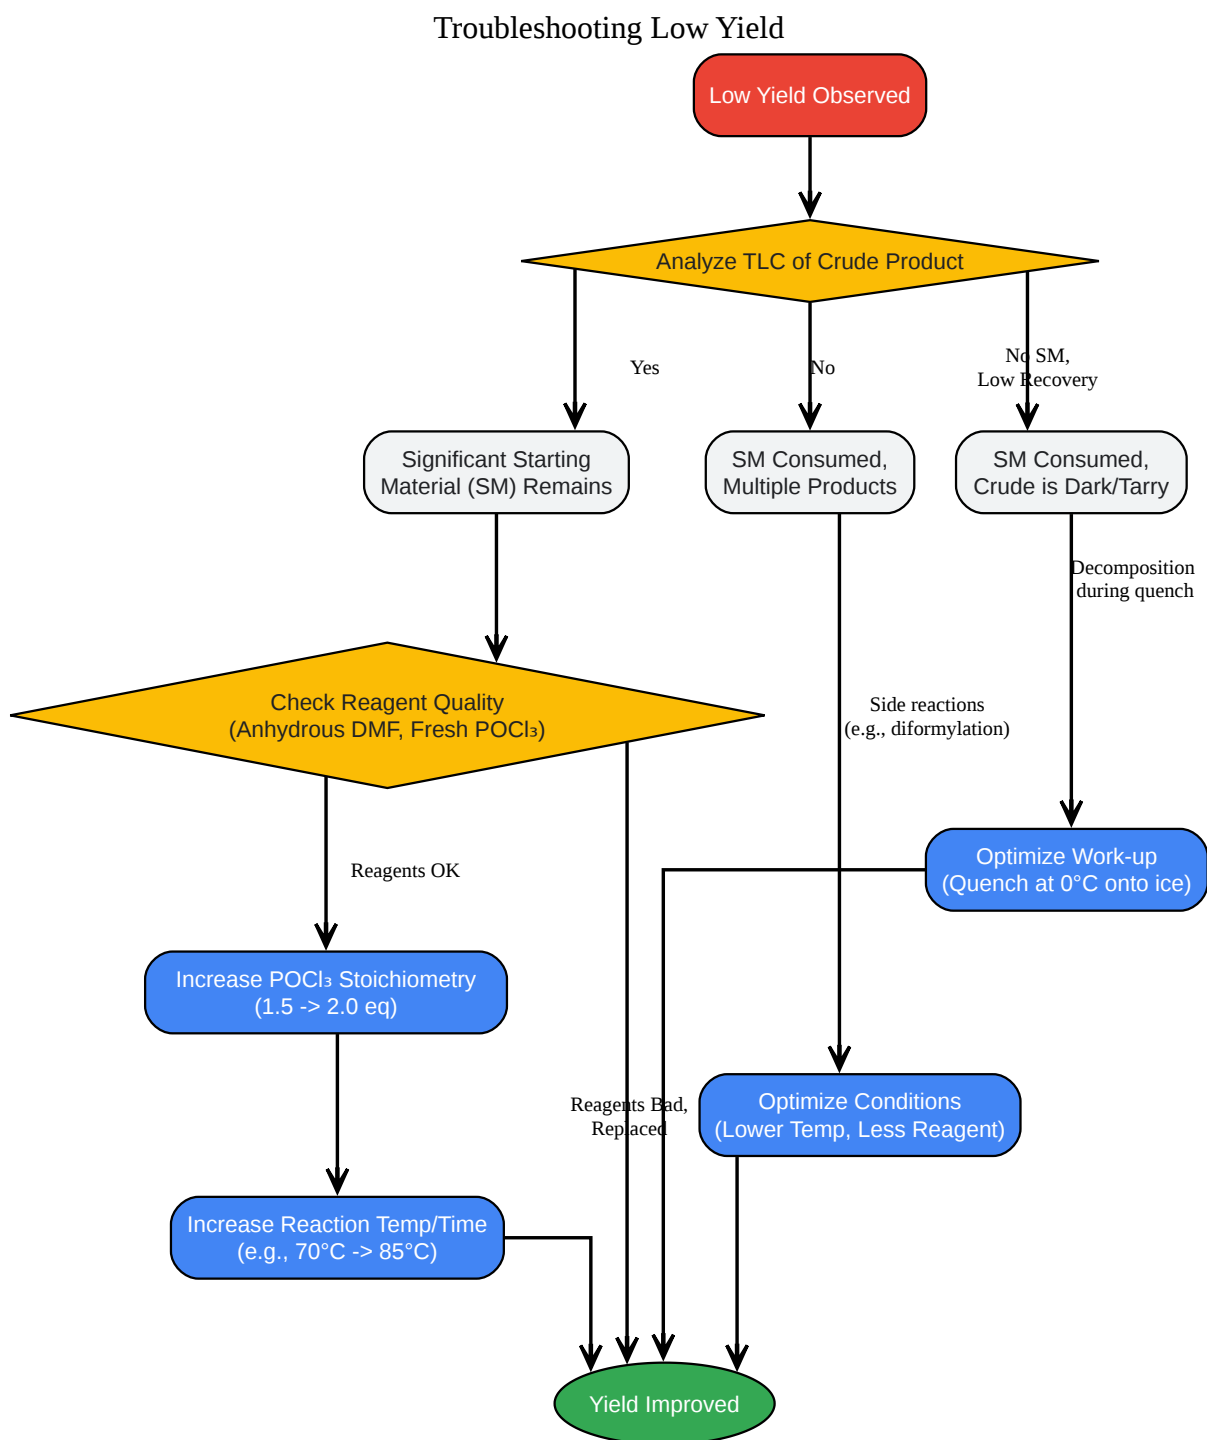 Troubleshooting Low Yield
Low Yield Observed
Analyze TLC of Crude Product
Yes
No
No SM,
Low Recovery
Significant Starting
Material (SM) Remains
SM Consumed,
Multiple Products
SM Consumed,
Crude is Dark/Tarry
Decomposition
during quench
Check Reagent Quality
(Anhydrous DMF, Fresh POCl₃)
Side reactions
(e.g., diformylation)
Reagents OK
Optimize Work-up
(Quench at 0°C onto ice)
Increase POCl₃ Stoichiometry
(1.5 -> 2.0 eq)
Reagents Bad,
Replaced
Optimize Conditions
(Lower Temp, Less Reagent)
Increase Reaction Temp/Time
(e.g., 70°C -> 85°C)
Yield Improved